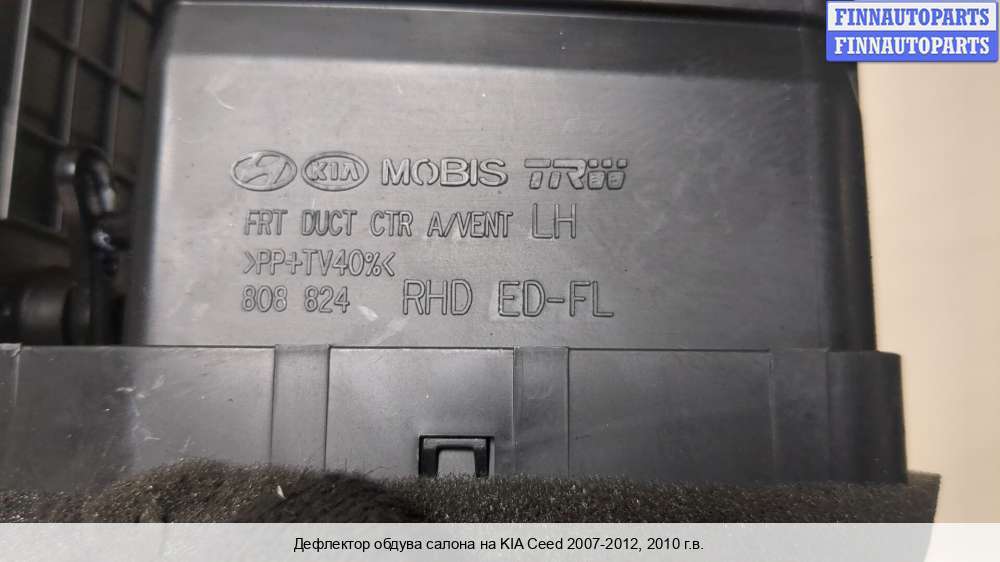 FINNAUTOPARTS
FINNAUTOPARTS
KIA MOBIS TRW
FRT DUCT CTR A/VENT LH
>PP+TV40%<
808 824 RHD ED-FL
Дефлектор обдува салона на KIA Ceed 2007-2012, 2010 г.в.